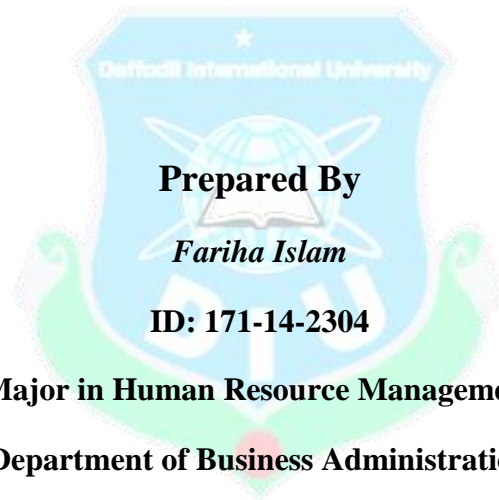 Daffodil International University
Prepared By
Fariha Islam
ID: 171-14-2304
Major in Human Resource Manageme
Department of Business Administratio
DIU